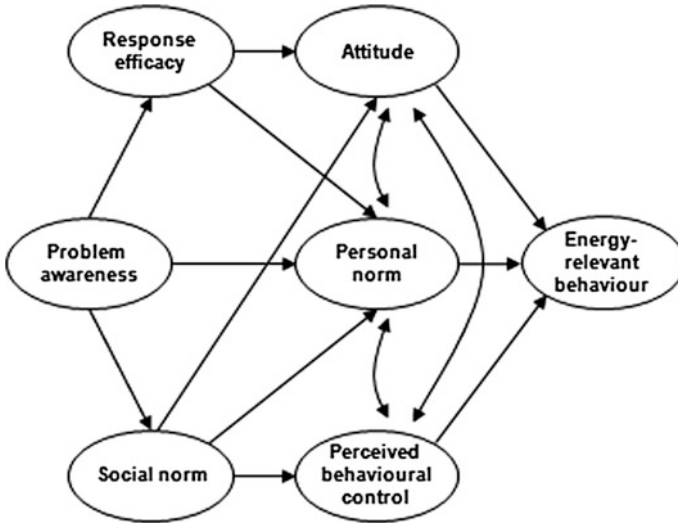 Response
efficacy
Attitude
Problem
awareness
Personal
norm
Energy-
relevant
behaviour
Social norm
Perceived
behavioural
control